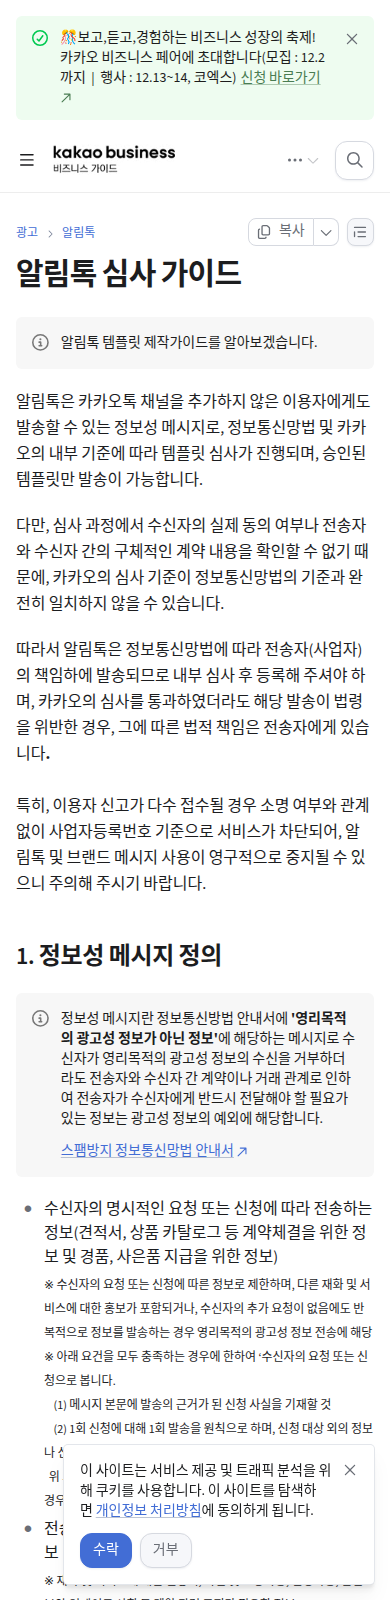 🎊보고,듣고,경험하는 비즈니스 성장의 축제!
카카오 비즈니스 페어에 초대합니다(모집 : 12.2
까지 | 행사 : 12.13~14, 코엑스) 신청 바로가기
kakao business
비즈니스 가이드
광고 > 알림톡
복사
알림톡 심사 가이드
알림톡 템플릿 제작가이드를 알아보겠습니다.
알림톡은 카카오톡 채널을 추가하지 않은 이용자에게도
발송할 수 있는 정보성 메시지로, 정보통신망법 및 카카
오의 내부 기준에 따라 템플릿 심사가 진행되며, 승인된
템플릿만 발송이 가능합니다.
다만, 심사 과정에서 수신자의 실제 동의 여부나 전송자
와 수신자 간의 구체적인 계약 내용을 확인할 수 없기 때
문에, 카카오의 심사 기준이 정보통신망법의 기준과 완
전히 일치하지 않을 수 있습니다.
따라서 알림톡은 정보통신망법에 따라 전송자(사업자)
의 책임하에 발송되므로 내부 심사 후 등록해 주셔야 하
며, 카카오의 심사를 통과하였더라도 해당 발송이 법령
을 위반한 경우, 그에 따른 법적 책임은 전송자에게 있습
니다.
특히, 이용자 신고가 다수 접수될 경우 소명 여부와 관계
없이 사업자등록번호 기준으로 서비스가 차단되어, 알
림톡 및 브랜드 메시지 사용이 영구적으로 중지될 수 있
으니 주의해 주시기 바랍니다.
1. 정보성 메시지 정의
정보성 메시지란 정보통신방법 안내서에 '영리목적
의 광고성 정보가 아닌 정보'에 해당하는 메시지로 수
신자가 영리목적의 광고성 정보의 수신을 거부하더
라도 전송자와 수신자 간 계약이나 거래 관계로 인하
여 전송자가 수신자에게 반드시 전달해야 할 필요가
있는 정보는 광고성 정보의 예외에 해당합니다.
스팸방지 정보통신망법 안내서
수신자의 명시적인 요청 또는 신청에 따라 전송하는
정보(견적서, 상품 카탈로그 등 계약체결을 위한 정
보 및 경품, 사은품 지급을 위한 정보)
※ 수신자의 요청 또는 신청에 따른 정보로 제한하며, 다른 재화 및 서
비스에 대한 홍보가 포함되거나, 수신자의 추가 요청이 없음에도 반
복적으로 정보를 발송하는 경우 영리목적의 광고성 정보 전송에 해당
※ 아래 요건을 모두 충족하는 경우에 한하여 ‘수신자의 요청 또는 신
청으로 봅니다.
(1) 메시지 본문에 발송의 근거가 된 신청 사실을 기재할 것
(2) 1회 신청에 대해 1회 발송을 원칙으로 하며, 신청 대상 외의 정보
나
위
경우
보
이 사이트는 서비스 제공 및 트래픽 분석을 위
해 쿠키를 사용합니다. 이 사이트를 탐색하
면 개인정보 처리방침에 동의하게 됩니다.
수락
거부